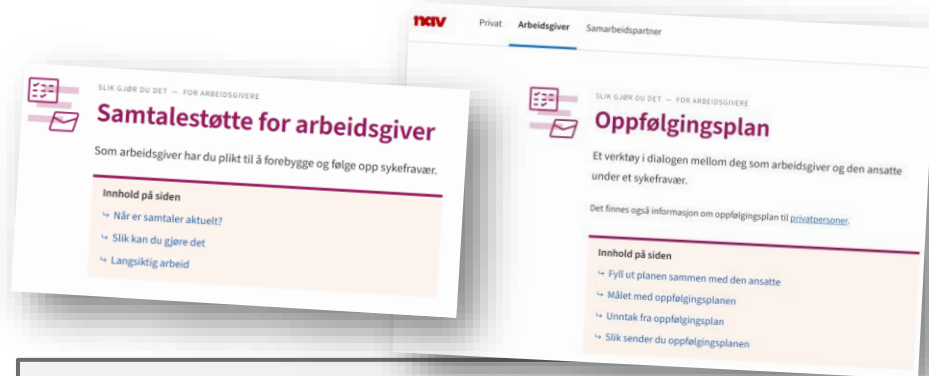 SLIK GJØR DU DET — FOR ARBEIDSGIVERE
Samtalestøtte for arbeidsgiver
Som arbeidsgiver har du plikt til å forebygge og følge opp sykefravær.
Innhold på siden
↪ Når er samtaler aktuelt?
↪ Slik kan du gjøre det
↪ Langsiktig arbeid
nav
Privat Arbeidsgiver Samarbeidspartner
SLIK GJØR DU DET — FOR ARBEIDSGIVERE
Oppfølgingsplan
Et verktøy i dialogen mellom deg som arbeidsgiver og den ansatte
under et sykefravær.
Det finnes også informasjon om oppfølgingsplan til privatpersoner.
Innhold på siden
↪ Fyll ut planen sammen med den ansatte
↪ Målet med oppfølgingsplanen
↪ Unntak fra oppfølgingsplan
↪ Slik sender du oppfølgingsplanen